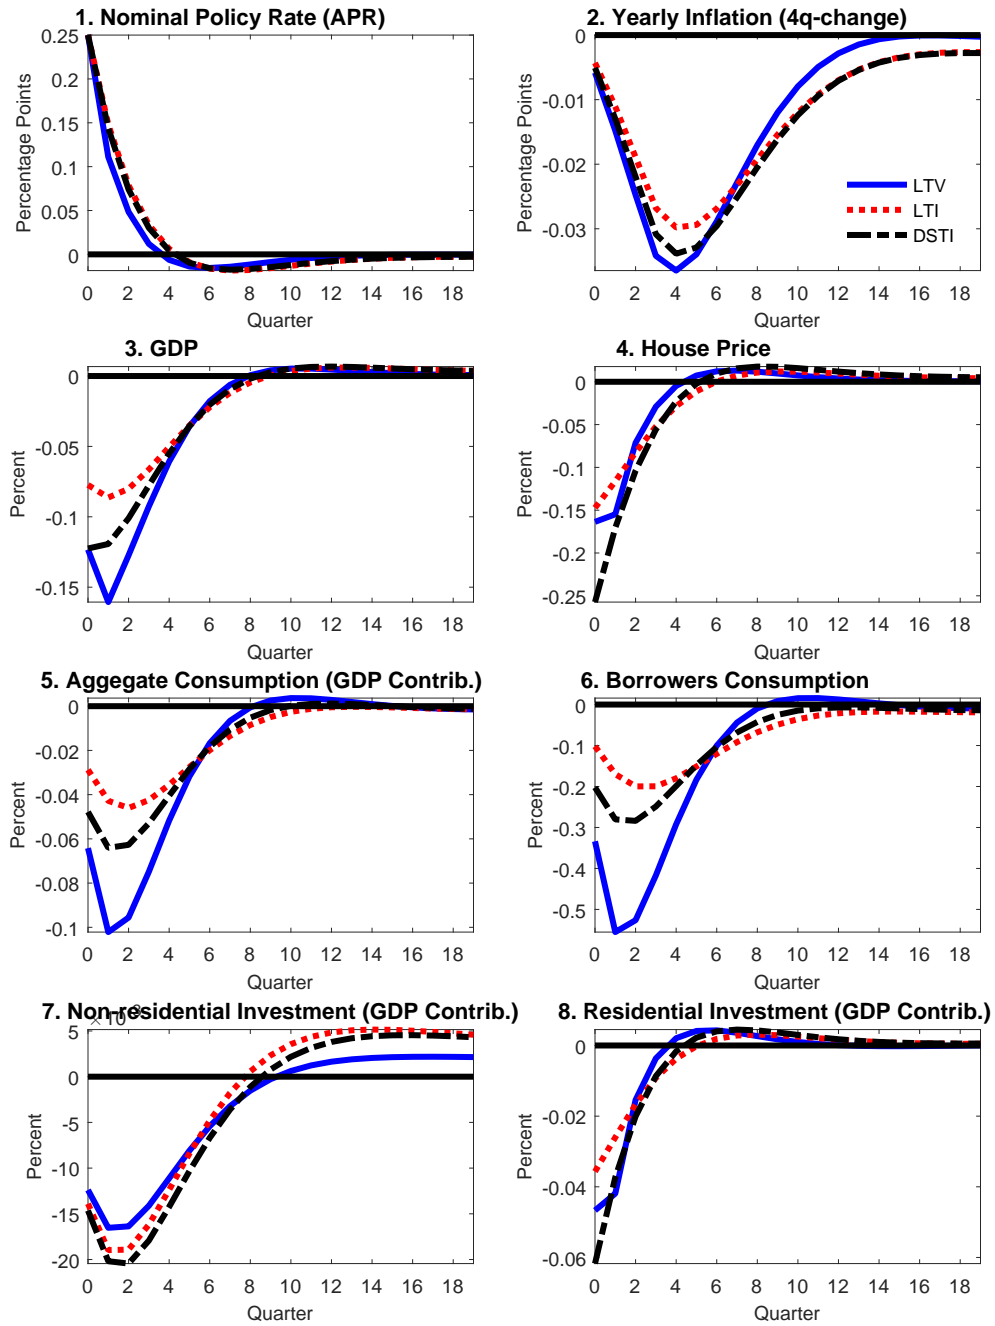 1. Nominal Policy Rate (APR)
0.25
0.2
0.15
0.1
0.05
0
Percentage Points
0 2 4 6 8 10 12 14 16 18
Quarter
2. Yearly Inflation (4q-change)
0
-0.01
-0.02
-0.03
Percentage Points
LTV
LTI
DSTI
0 2 4 6 8 10 12 14 16 18
Quarter
3. GDP
0
-0.05
-0.1
-0.15
Percent
0 2 4 6 8 10 12 14 16 18
Quarter
4. House Price
0
-0.05
-0.1
-0.15
-0.2
-0.25
Percent
0 2 4 6 8 10 12 14 16 18
Quarter
5. Aggegate Consumption (GDP Contrib.)
0
-0.02
-0.04
-0.06
-0.08
-0.1
Percent
0 2 4 6 8 10 12 14 16 18
Quarter
6. Borrowers Consumption
0
-0.1
-0.2
-0.3
-0.4
-0.5
Percent
0 2 4 6 8 10 12 14 16 18
Quarter
7. Non-residential Investment (GDP Contrib.)
5
0
-5
-10
-15
-20
Percent
0 2 4 6 8 10 12 14 16 18
Quarter
8. Residential Investment (GDP Contrib.)
0
-0.02
-0.04
-0.06
Percent
0 2 4 6 8 10 12 14 16 18
Quarter